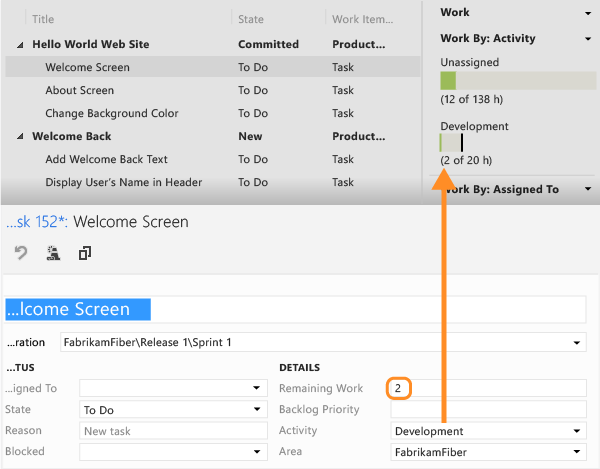 Title State Work Item...
Hello World Web Site Committed Product...
Welcome Screen To Do Task
About Screen To Do Task
Change Background Color To Do Task
Welcome Back New Product...
Add Welcome Back Text To Do Task
Display User's Name in Header To Do Task
Work
Work By: Activity
Unassigned
(12 of 138 h)
Development
(2 of 20 h)
Work By: Assigned To
...sk 152*: Welcome Screen
...lcome Screen
...ration FabrikamFiber\Release 1\Sprint 1
...TUS
...igned To
State To Do
Reason New task
Blocked
DETAILS
Remaining Work 2
Backlog Priority
Activity Development
Area FabrikamFiber